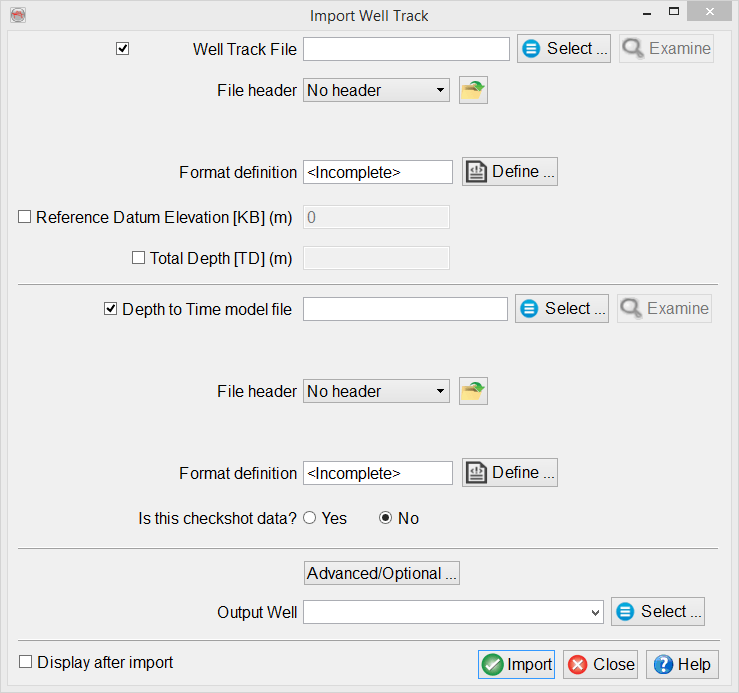 Import Well Track
Well Track File Select ... Examine
File header No header
Format definition <Incomplete> Define ...
Reference Datum Elevation [KB] (m) 0
Total Depth [TD] (m)
Depth to Time model file Select ... Examine
File header No header
Format definition <Incomplete> Define ...
Is this checkshot data? Yes No
Advanced/Optional ...
Output Well Select ...
Display after import Import Close Help